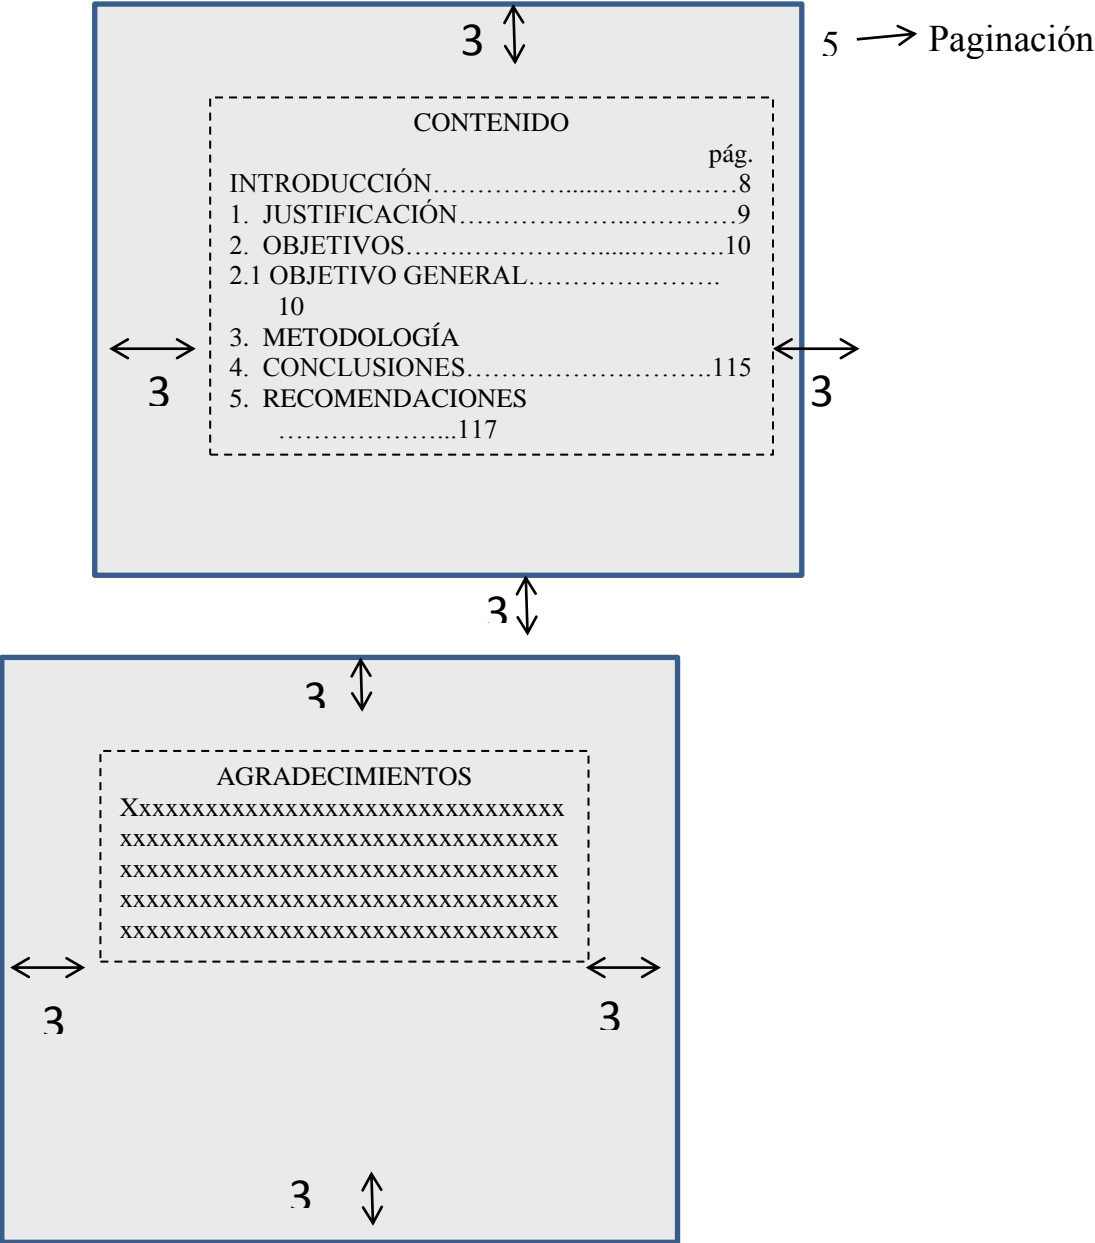 3
5 Paginación
CONTENIDO
pág.
INTRODUCCIÓN……………......……………8
1. JUSTIFICACIÓN………………..…………9
2. OBJETIVOS…….…………….....……….10
2.1 OBJETIVO GENERAL………………….
10
3. METODOLOGÍA
4. CONCLUSIONES……………………….115
5. RECOMENDACIONES
………………...117
3
3
3
3
AGRADECIMIENTOS
Xxxxxxxxxxxxxxxxxxxxxxxxxxxxxxxxx
xxxxxxxxxxxxxxxxxxxxxxxxxxxxxxxxx
xxxxxxxxxxxxxxxxxxxxxxxxxxxxxxxxx
xxxxxxxxxxxxxxxxxxxxxxxxxxxxxxxxx
xxxxxxxxxxxxxxxxxxxxxxxxxxxxxxxxx
3
3
3